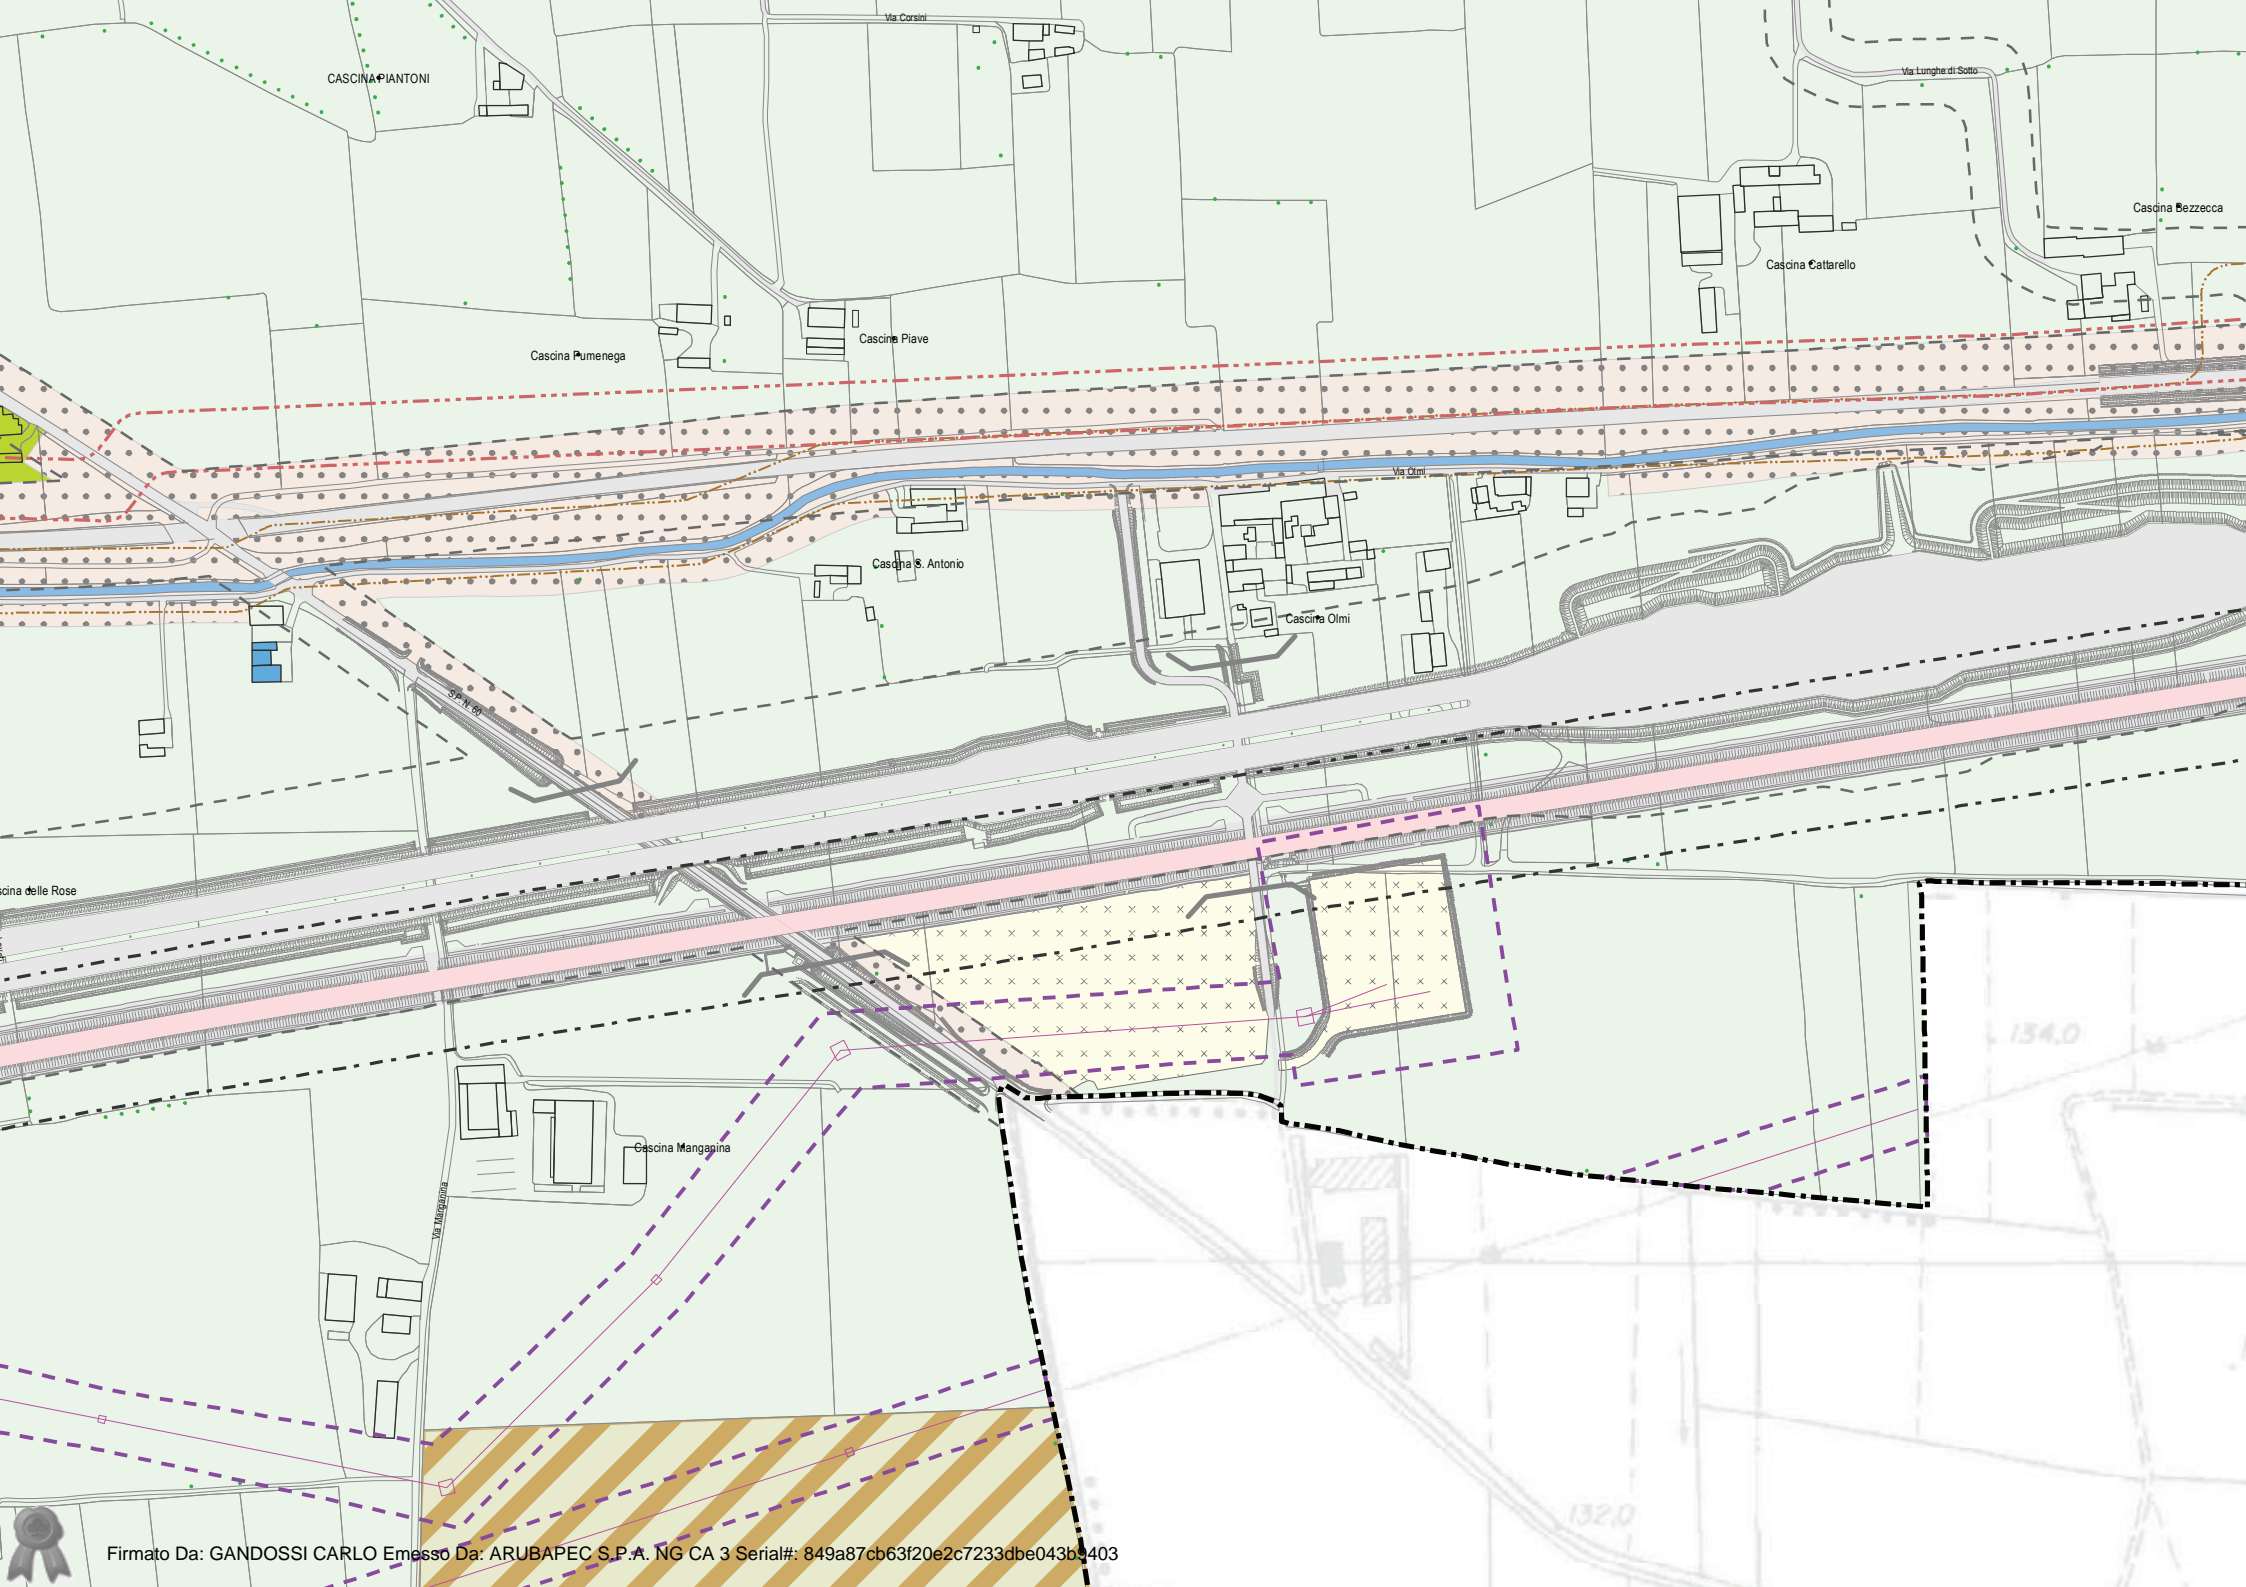 Via Corsini
CASCINA PIANTONI
Via Lunghe di Sotto
Cascina Bezzecca
Cascina Cattarello
Cascina Piave
Cascina Pumenega
Via Olmi
Cascina S. Antonio
Cascina Olmi
S.P. N. 60
scina delle Rose
134.0
Cascina Manganina
Via Manganina
132.0
Firmato Da: GANDOSSI CARLO Emesso Da: ARUBAPEC S.P.A. NG CA 3 Serial#: 849a87cb63f20e2c7233dbe043b9403